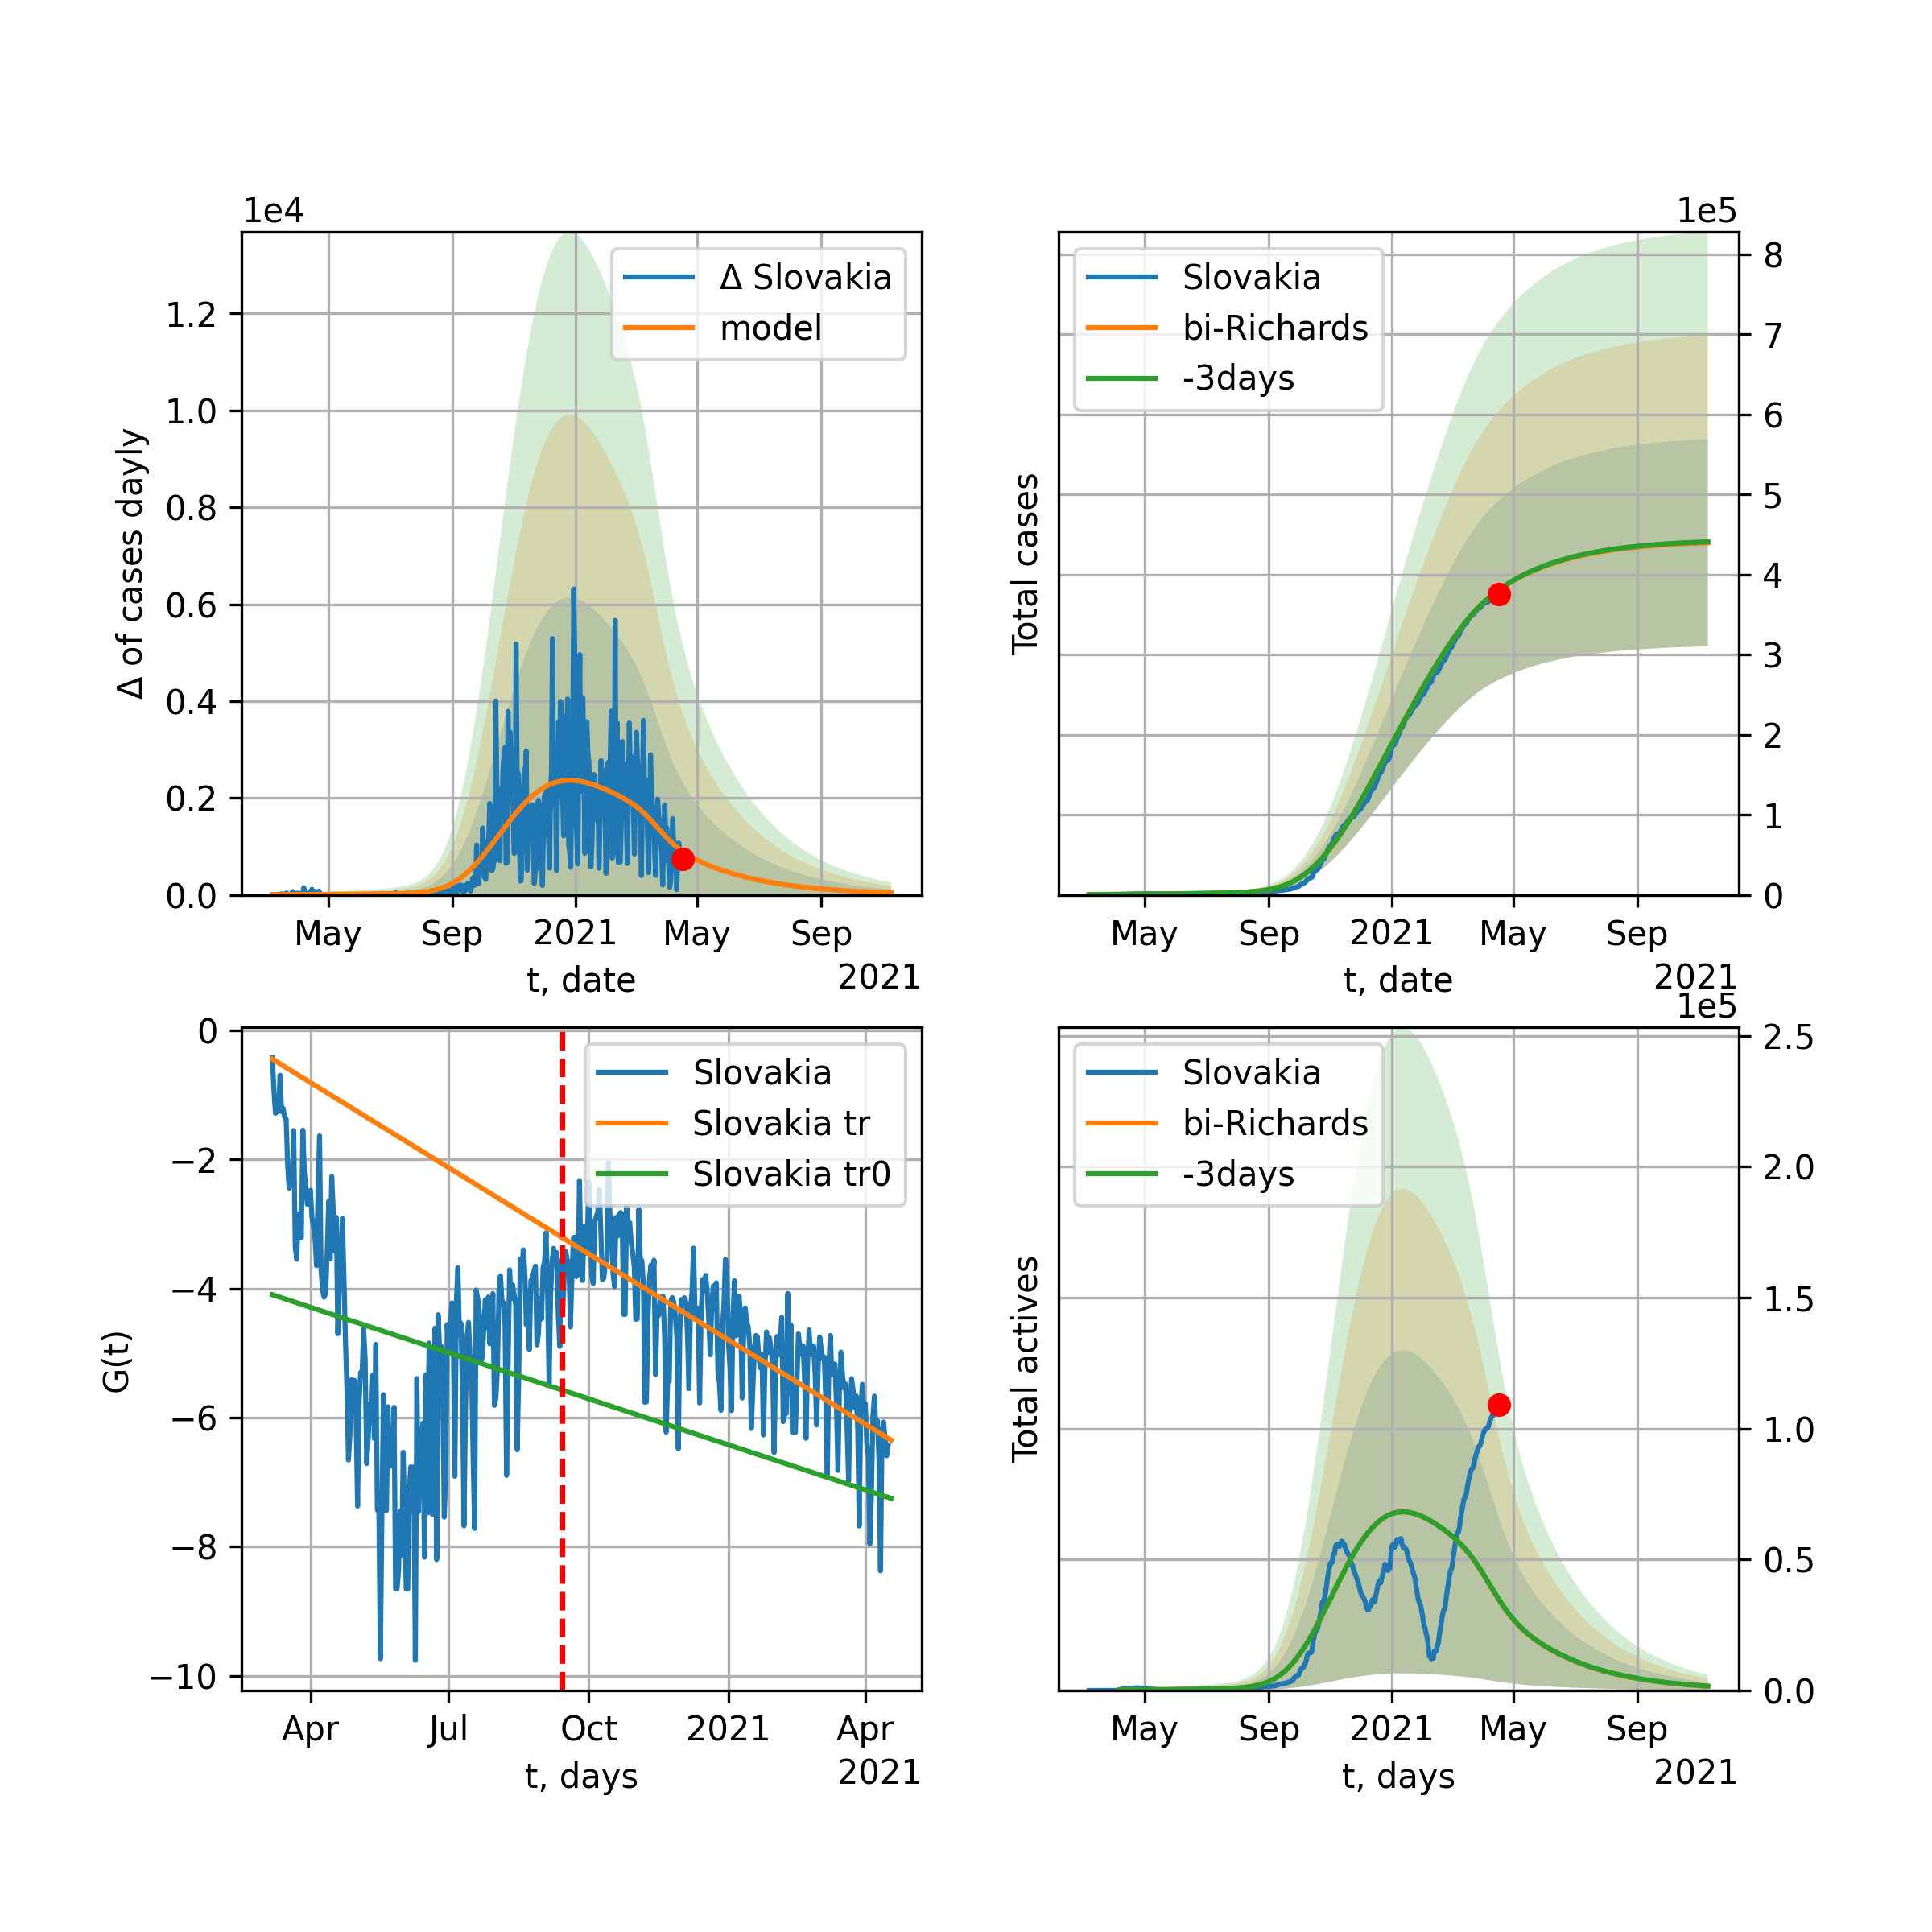 1e4
Δ of cases dayly
1.2
1.0
0.8
0.6
0.4
0.2
0.0
Δ Slovakia
model
May Sep 2021 May Sep
t, date
2021
1e5
Total cases
8
7
6
5
4
3
2
1
0
Slovakia
bi-Richards
-3days
May Sep 2021 May Sep
t, date
2021
G(t)
0
−2
−4
−6
−8
−10
Slovakia
Slovakia tr
Slovakia tr0
Apr Jul Oct 2021 Apr
t, days
2021
1e5
Total actives
2.5
2.0
1.5
1.0
0.5
0.0
Slovakia
bi-Richards
-3days
May Sep 2021 May Sep
t, days
2021